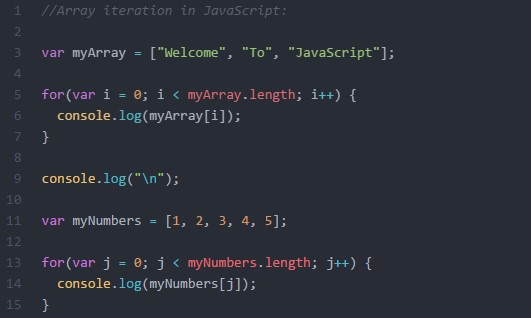 1 //Array iteration in JavaScript:
2
3 var myArray = ["Welcome", "To", "JavaScript"];
4
5 for(var i = 0; i < myArray.length; i++) {
6   console.log(myArray[i]);
7 }
8
9 console.log("\n");
10
11 var myNumbers = [1, 2, 3, 4, 5];
12
13 for(var j = 0; j < myNumbers.length; j++) {
14   console.log(myNumbers[j]);
15 }